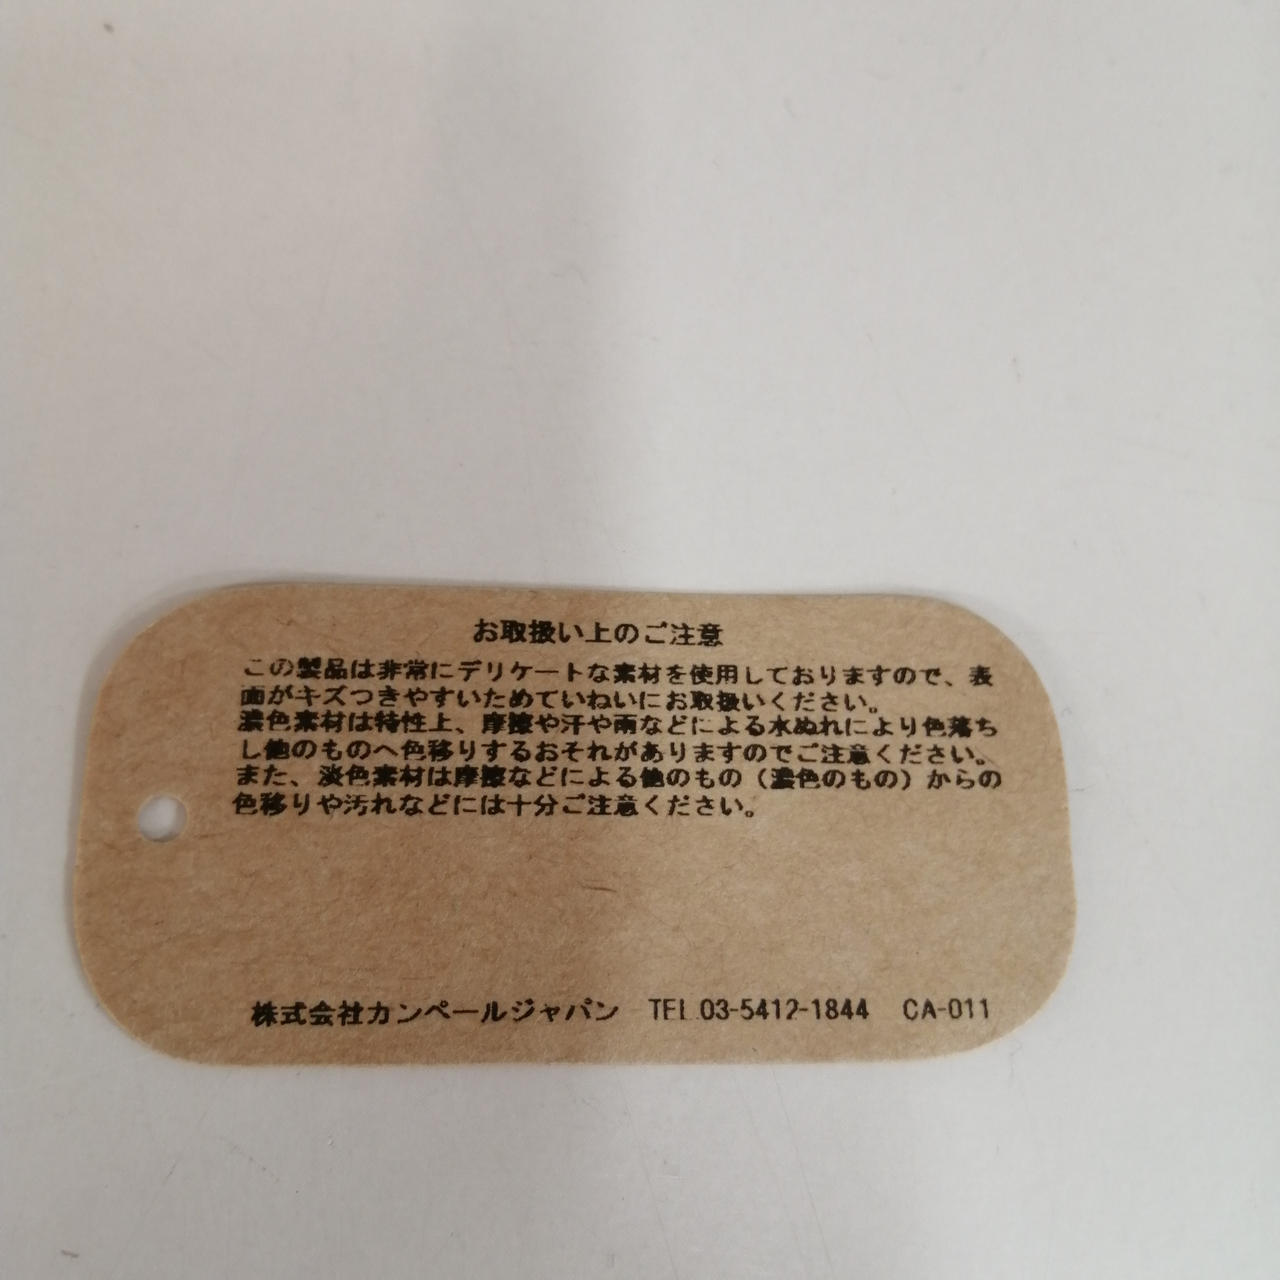 お取扱い上のご注意
この製品は非常にデリケートな素材を使用しておりますので、表
面がキズつきやすいためていねいにお取扱いください。
濃色素材は特性上、摩擦や汗や雨などによる水ぬれにより色落ち
し他のものへ色移りするおそれがありますのでご注意ください。
また、淡色素材は摩擦などによる他のもの（濃色のもの）からの
色移りや汚れなどには十分ご注意ください。
株式会社カンペールジャパン TEL.03-5412-1844 CA-011